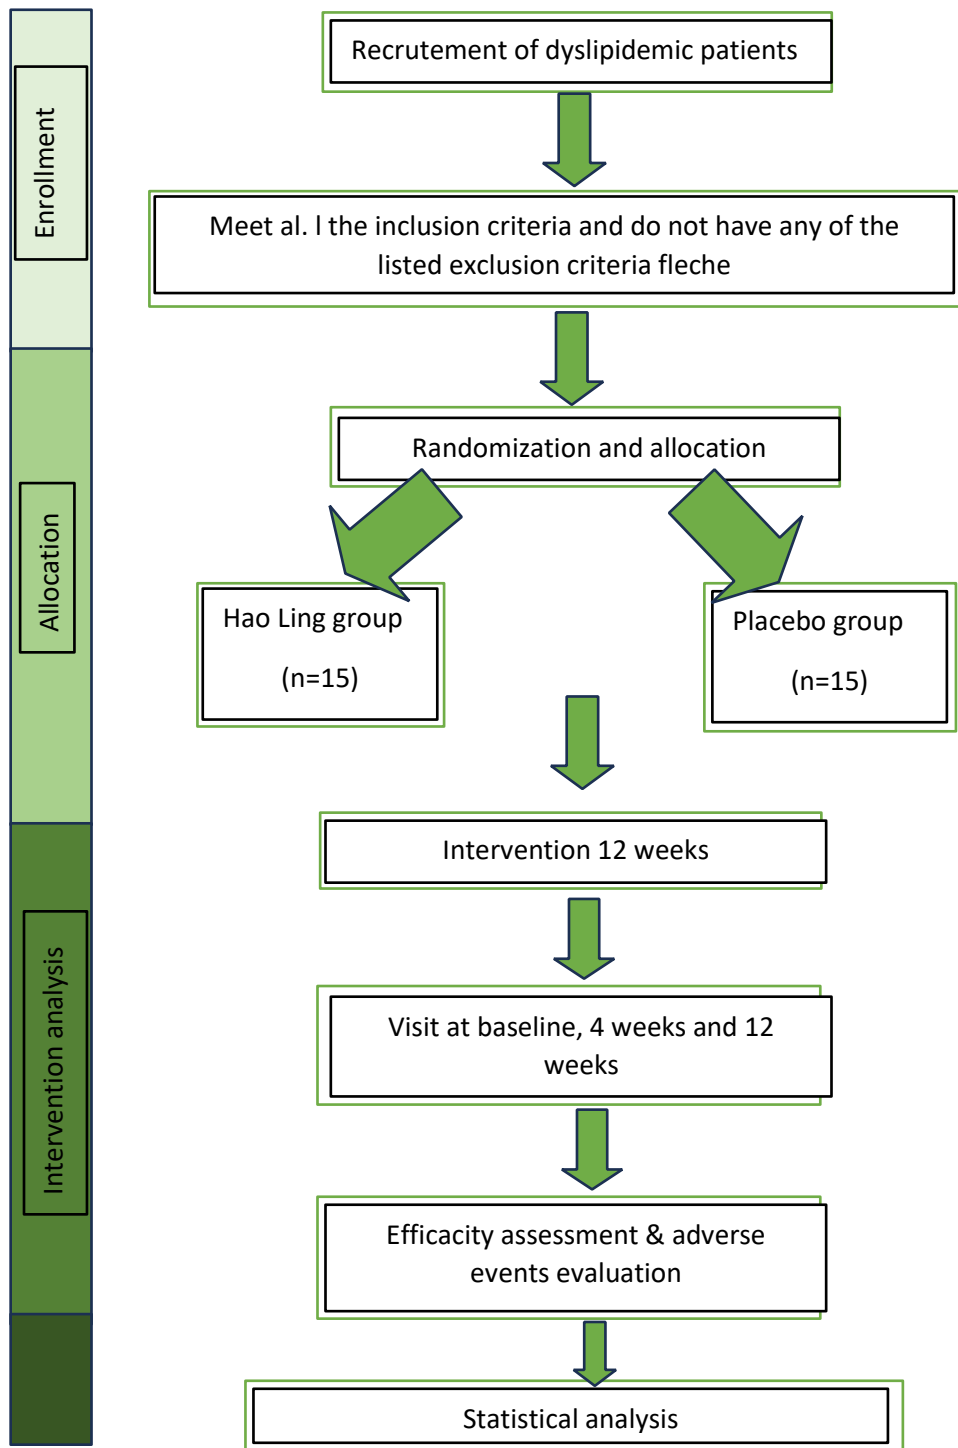 Recrutement of dyslipidemic patients
Enrollment
Meet al. l the inclusion criteria and do not have any of the
listed exclusion criteria fleche
Randomization and allocation
Allocation
Hao Ling group
(n=15)
Placebo group
(n=15)
Intervention 12 weeks
Intervention analysis
Visit at baseline, 4 weeks and 12
weeks
Efficacity assessment & adverse
events evaluation
Statistical analysis